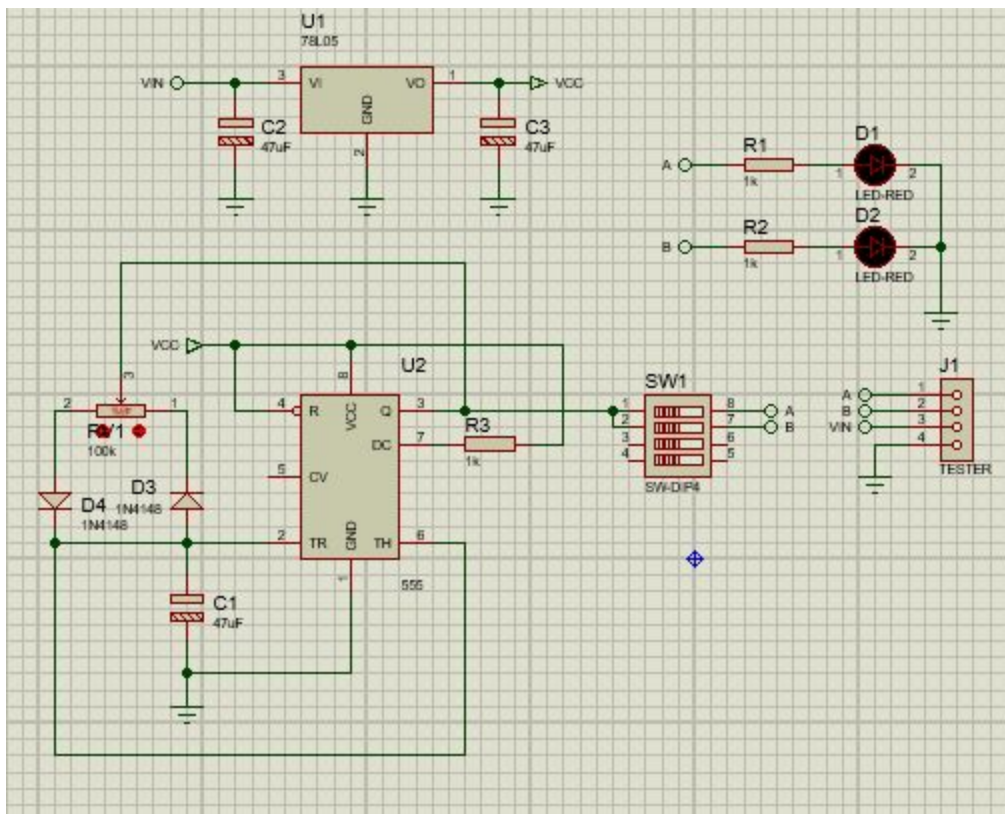 U1
78L05
VIN
3
VI
VO
1
VCC
GND
2
C2
47uF
C3
47uF
R1
1k
D1
A
1
2
LED-RED
R2
1k
D2
B
1
2
LED-RED
VCC
U2
3
2
1
100k
4
R
8
VCC
Q
3
DC
7
R3
1k
5
CV
D4
1N4148
D3
1N4148
2
TR
GND
TH
6
1
555
C1
47uF
SW1
1
2
3
4
8
7
6
5
A
B
SW-DIP4
J1
A
B
VIN
1
2
3
4
TESTER